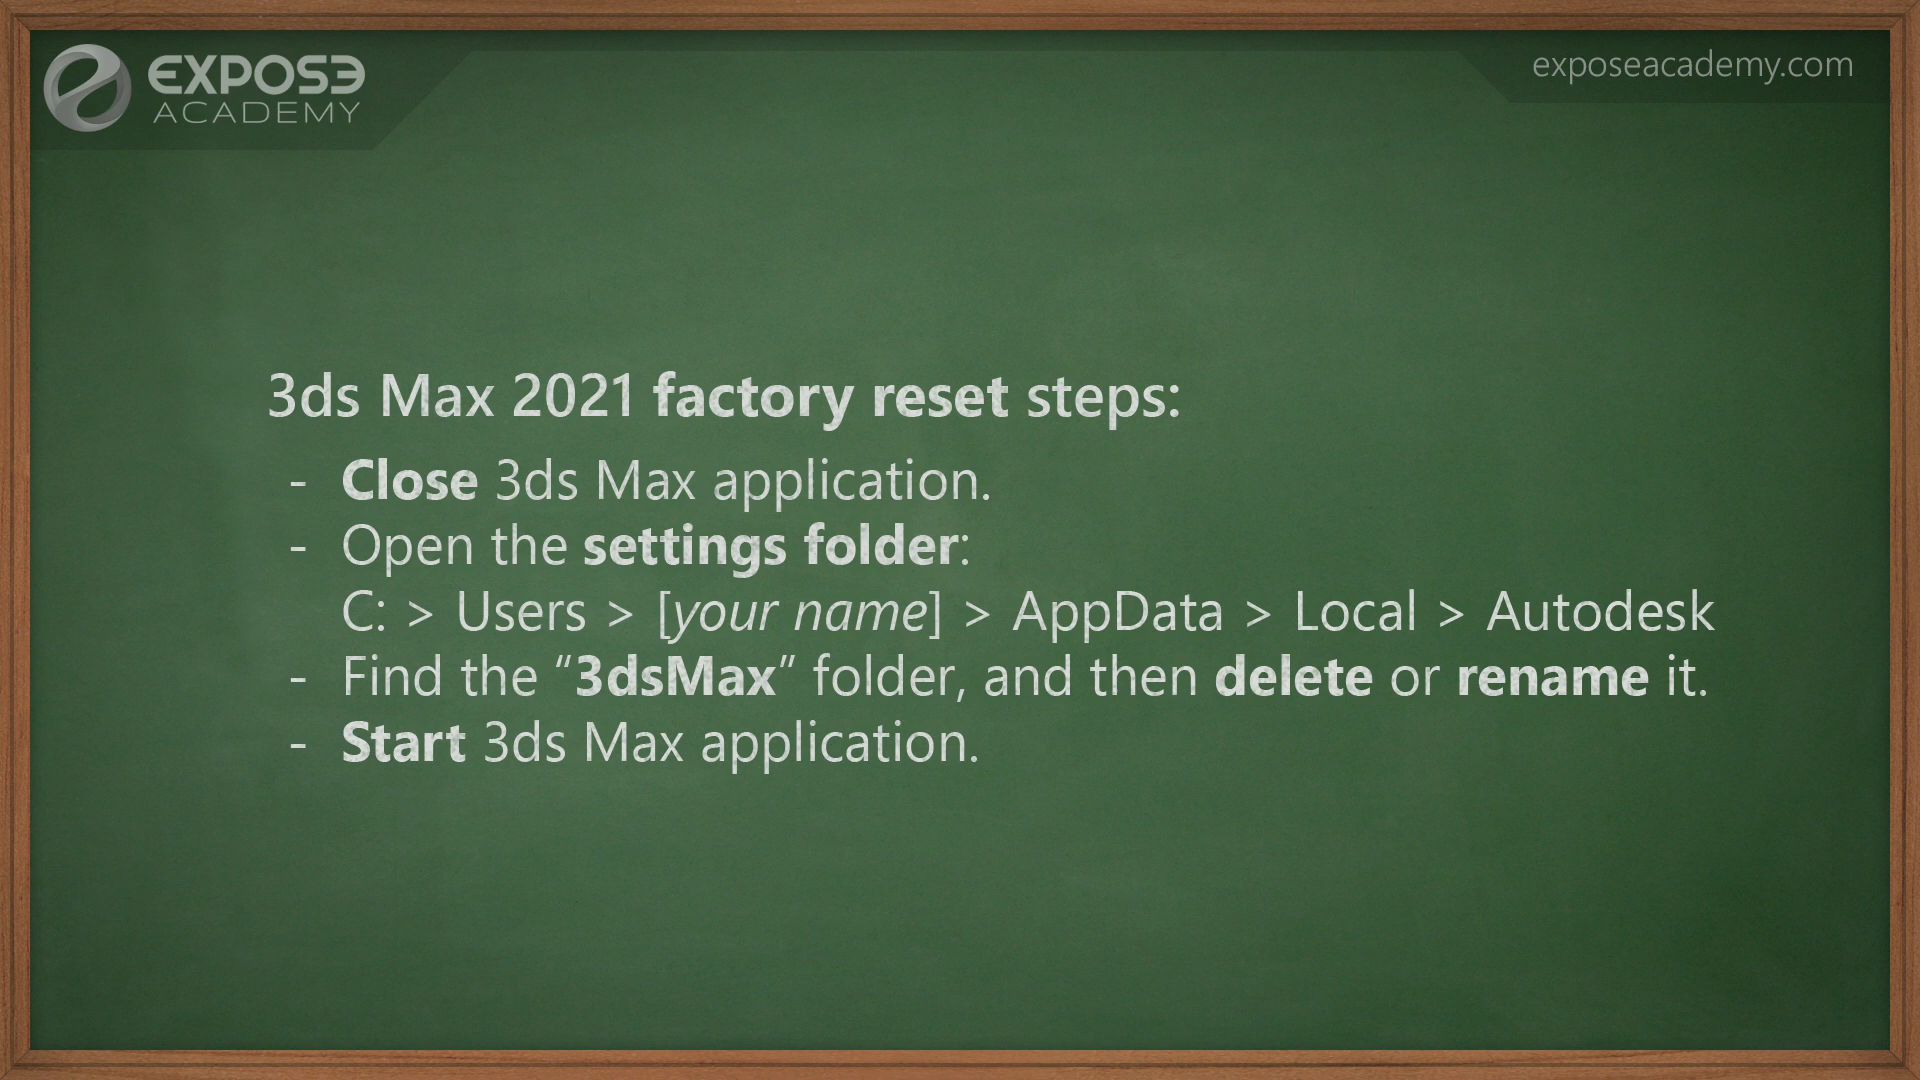 EXPOSE
ACADEMY
exposeacademy.com
3ds Max 2021 factory reset steps:
- Close 3ds Max application.
- Open the settings folder:
C: > Users > [your name] > AppData > Local > Autodesk
- Find the “3dsMax” folder, and then delete or rename it.
- Start 3ds Max application.